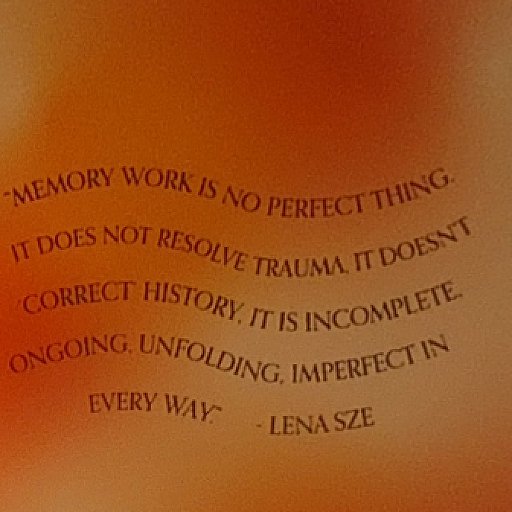 "MEMORY WORK IS NO PERFECT THING.
IT DOES NOT RESOLVE TRAUMA. IT DOESN'T
CORRECT HISTORY. IT IS INCOMPLETE.
ONGOING. UNFOLDING, IMPERFECT IN
EVERY WAY." - LENA SZE